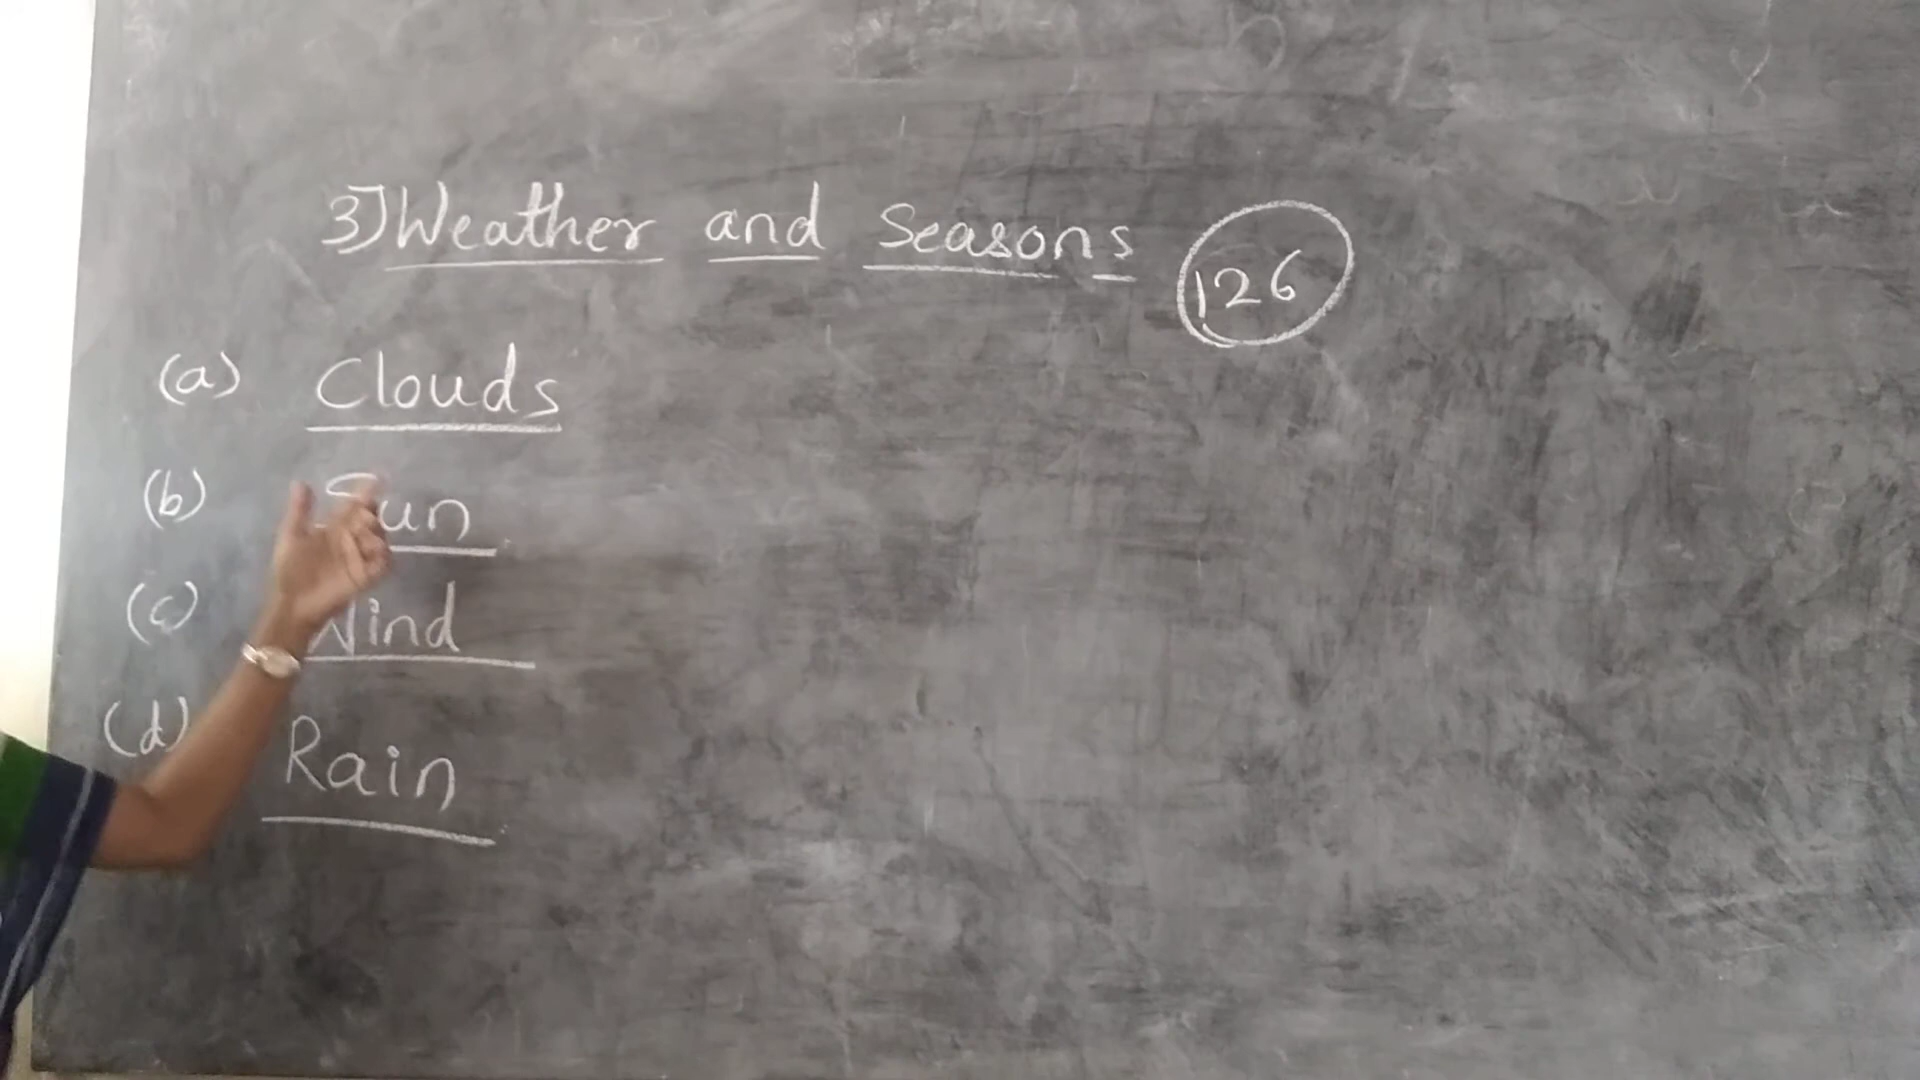 3] Weather and Seasons 126
(a) Clouds
(b) Sun
(c) Wind
(d) Rain